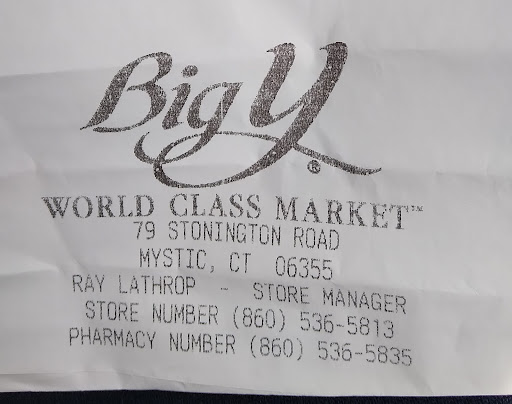 Big Y®
WORLD CLASS MARKET™
79 STONINGTON ROAD
MYSTIC, CT 06355
RAY LATHROP - STORE MANAGER
STORE NUMBER (860) 536-5813
PHARMACY NUMBER (860) 536-5835